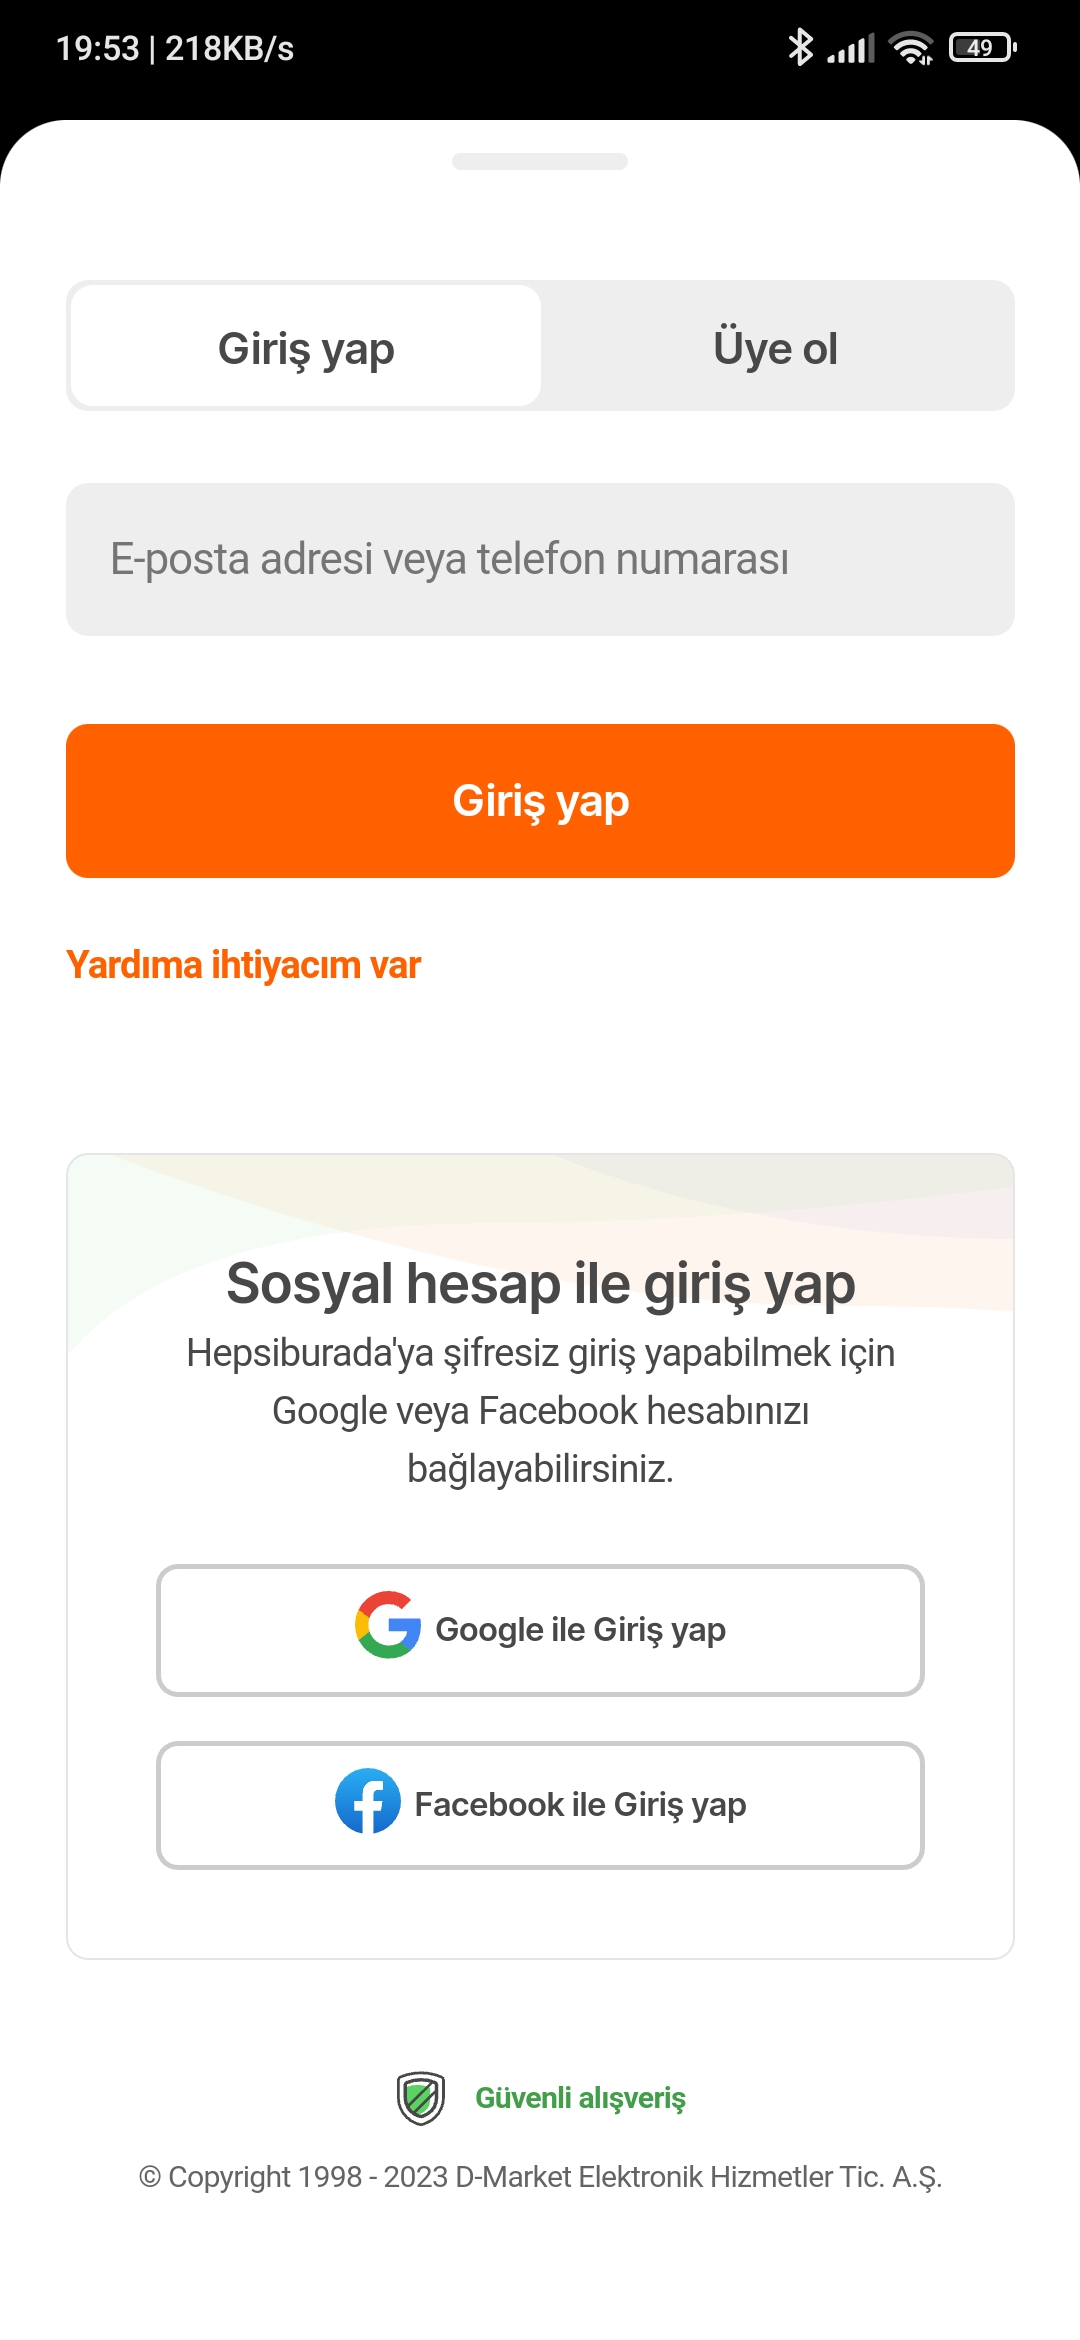 19:53 | 218KB/s
49
Giriş yap
Üye ol
E-posta adresi veya telefon numarası
Giriş yap
Yardıma ihtiyacım var
Sosyal hesap ile giriş yap
Hepsiburada'ya şifresiz giriş yapabilmek için
Google veya Facebook hesabınızı
bağlayabilirsiniz.
Google ile Giriş yap
Facebook ile Giriş yap
Güvenli alışveriş
© Copyright 1998 - 2023 D-Market Elektronik Hizmetler Tic. A.Ş.